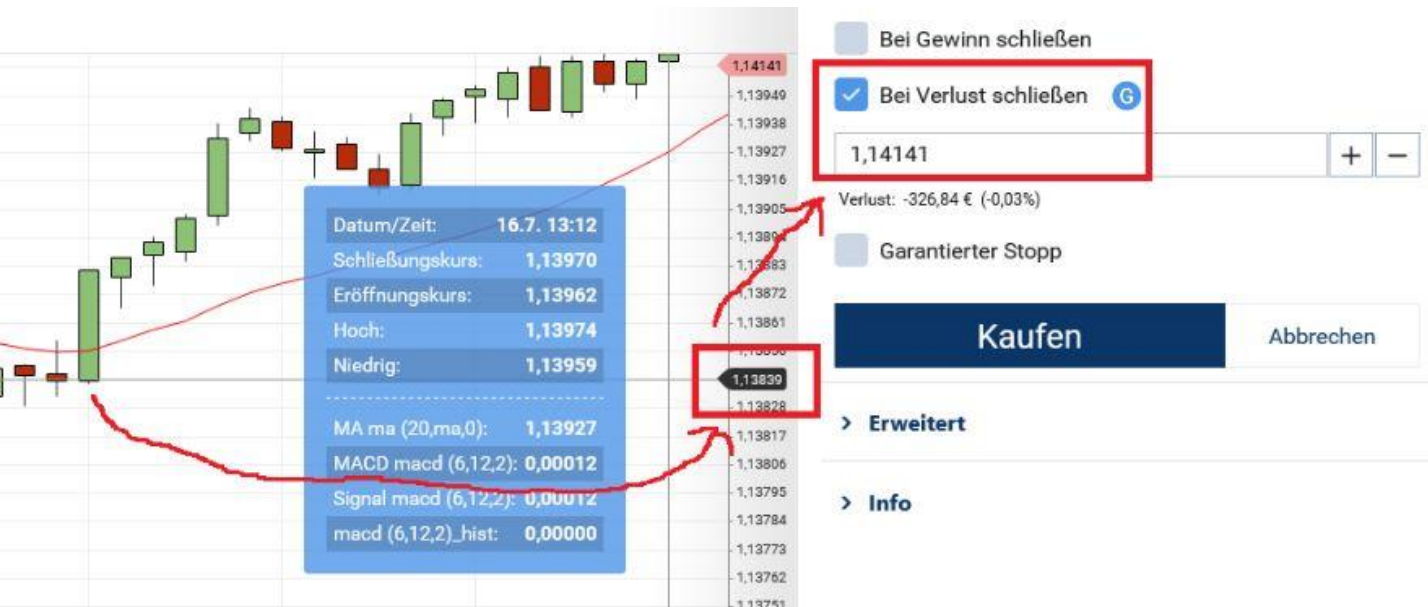 1,14141
1,13949
1,13938
1,13927
1,13916
1,13905
1,13883
1,13872
1,13861
1,13839
1,13828
1,13817
1,13806
1,13795
1,13784
1,13773
1,13762
1,13751
Datum/Zeit: 16.7. 13:12
Schließungskurs: 1,13970
Eröffnungskurs: 1,13962
Hoch: 1,13974
Niedrig: 1,13959
MA ma (20,ma,0): 1,13927
MACD macd (6,12,2): 0,00012
Signal macd (6,12,2): 0,00012
macd (6,12,2)_hist: 0,00000
Bei Gewinn schließen
Bei Verlust schließen G
1,14141 + −
Verlust: -326,84 € (-0,03%)
Garantierter Stopp
Kaufen Abbrechen
> Erweitert
> Info